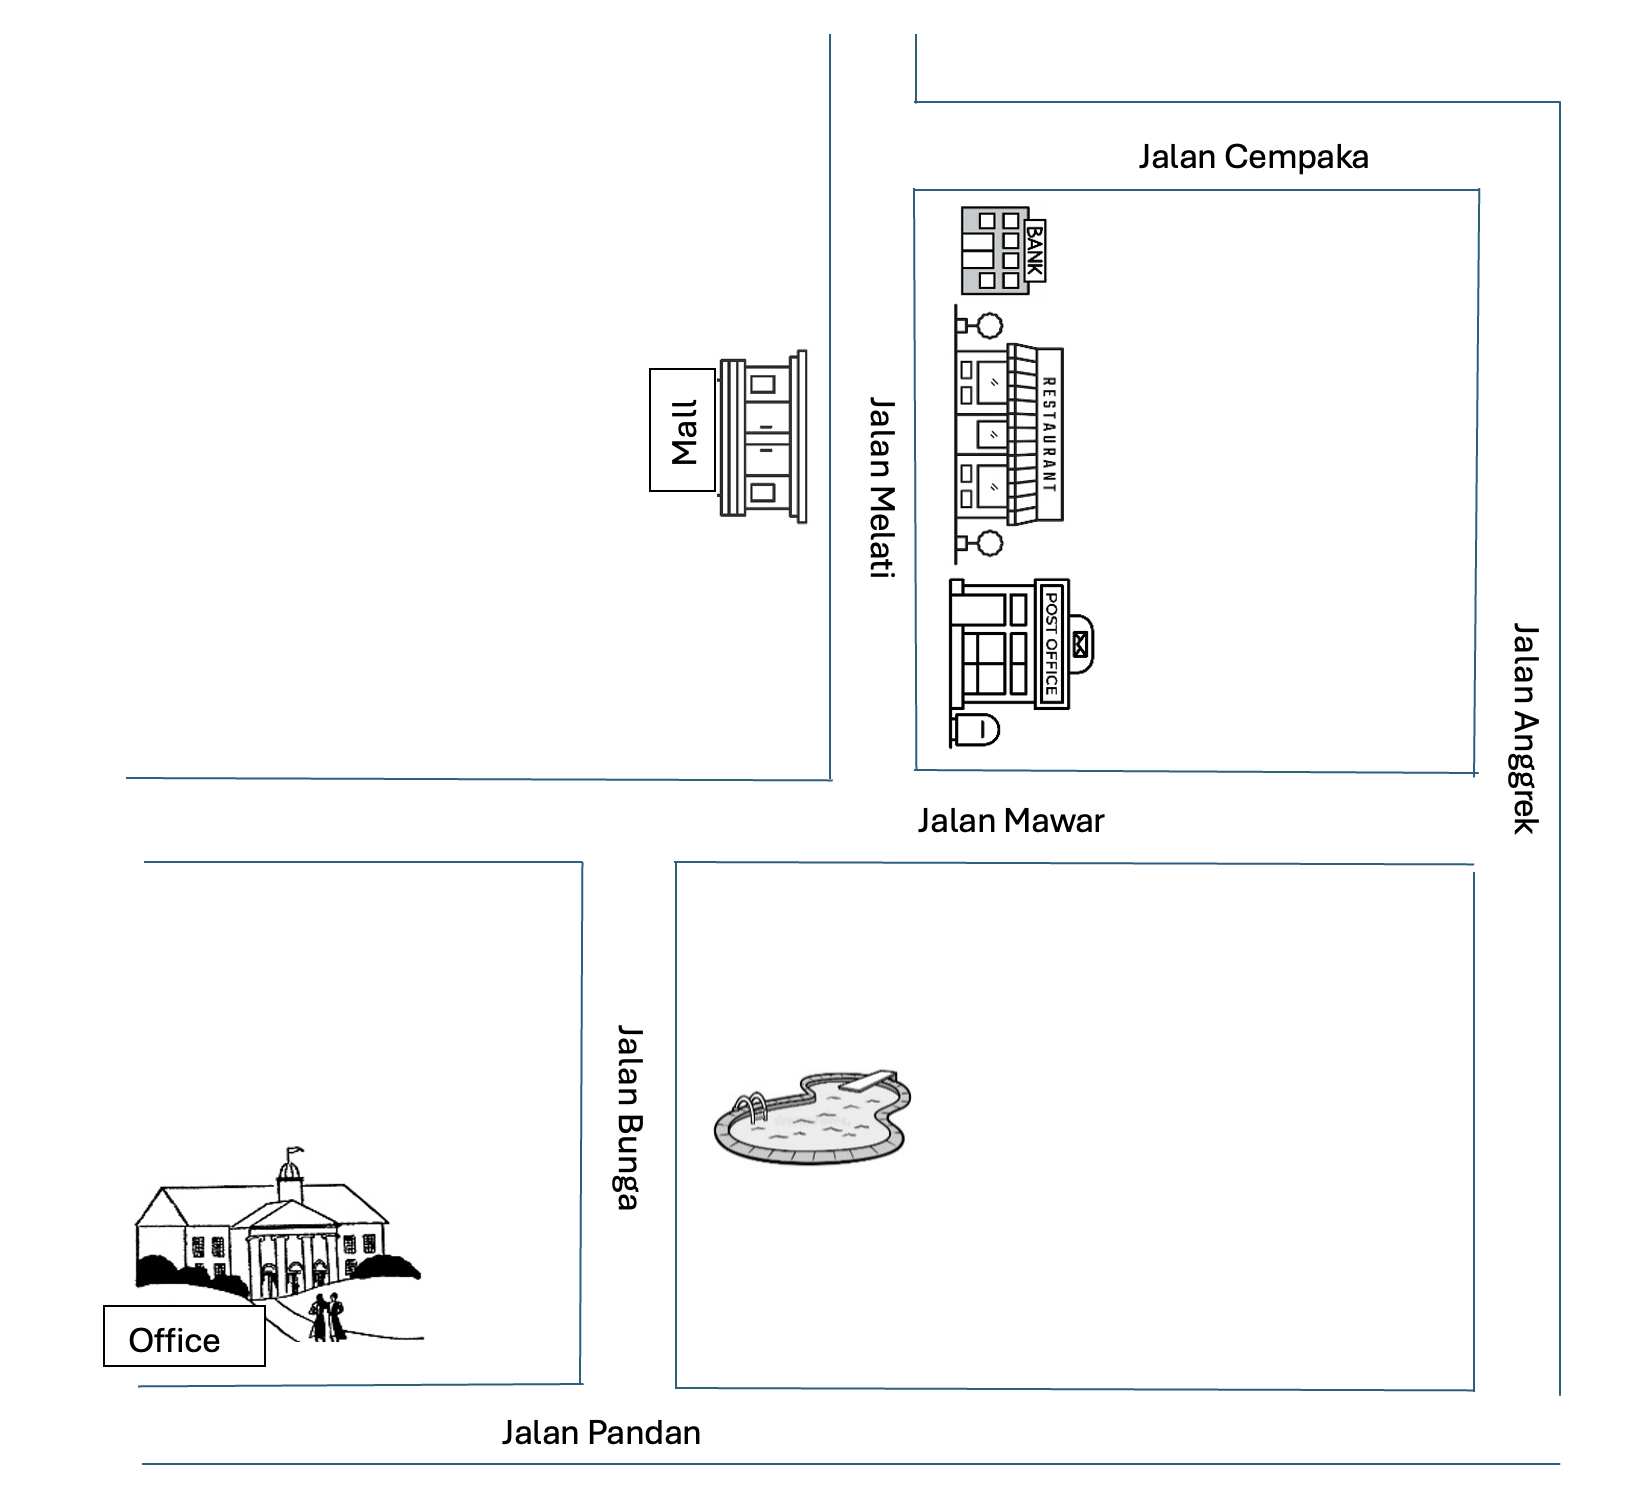 Jalan Cempaka
BANK
RESTAURANT
Mall
Jalan Melati
POST OFFICE
Jalan Anggrek
Jalan Mawar
Jalan Bunga
Office
Jalan Pandan